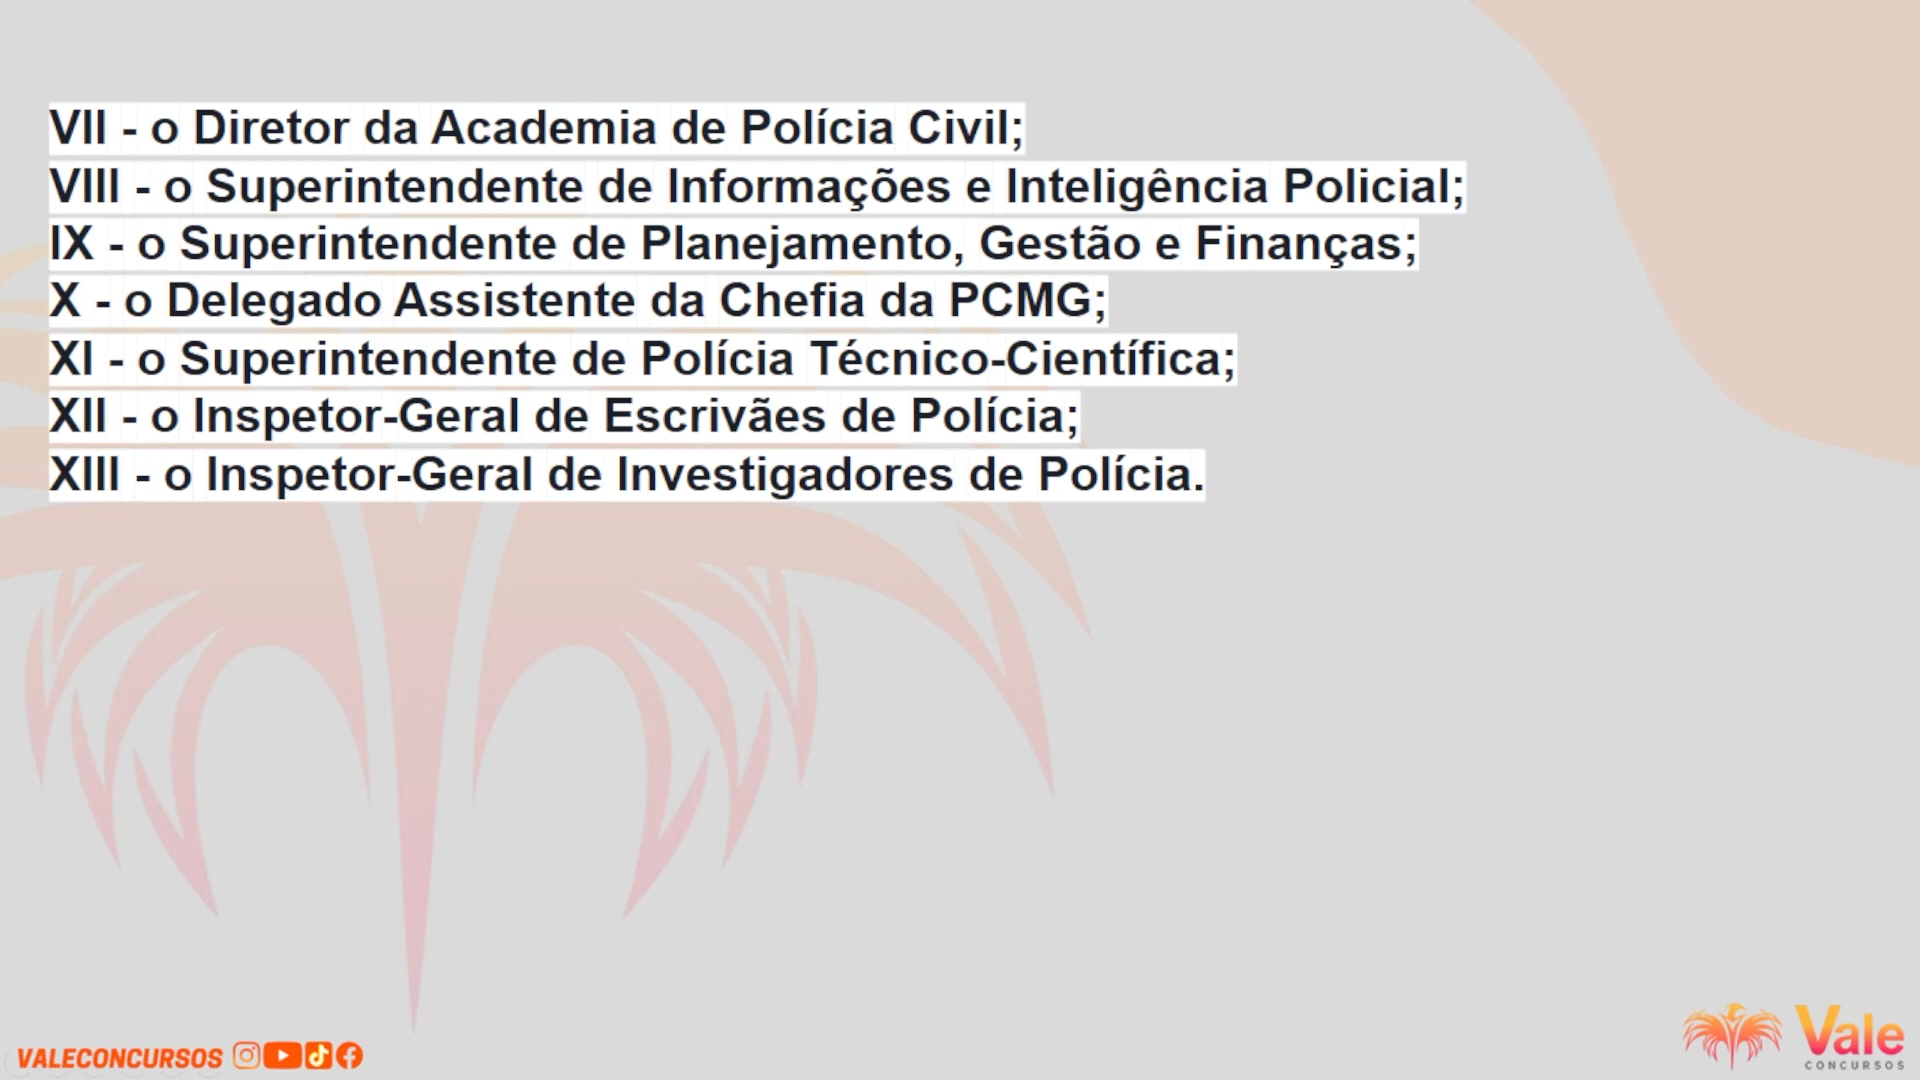 VII - o Diretor da Academia de Polícia Civil;
VIII - o Superintendente de Informações e Inteligência Policial;
IX - o Superintendente de Planejamento, Gestão e Finanças;
X - o Delegado Assistente da Chefia da PCMG;
XI - o Superintendente de Polícia Técnico-Científica;
XII - o Inspetor-Geral de Escrivães de Polícia;
XIII - o Inspetor-Geral de Investigadores de Polícia.
VALECONCURSOS
Vale
CONCURSOS